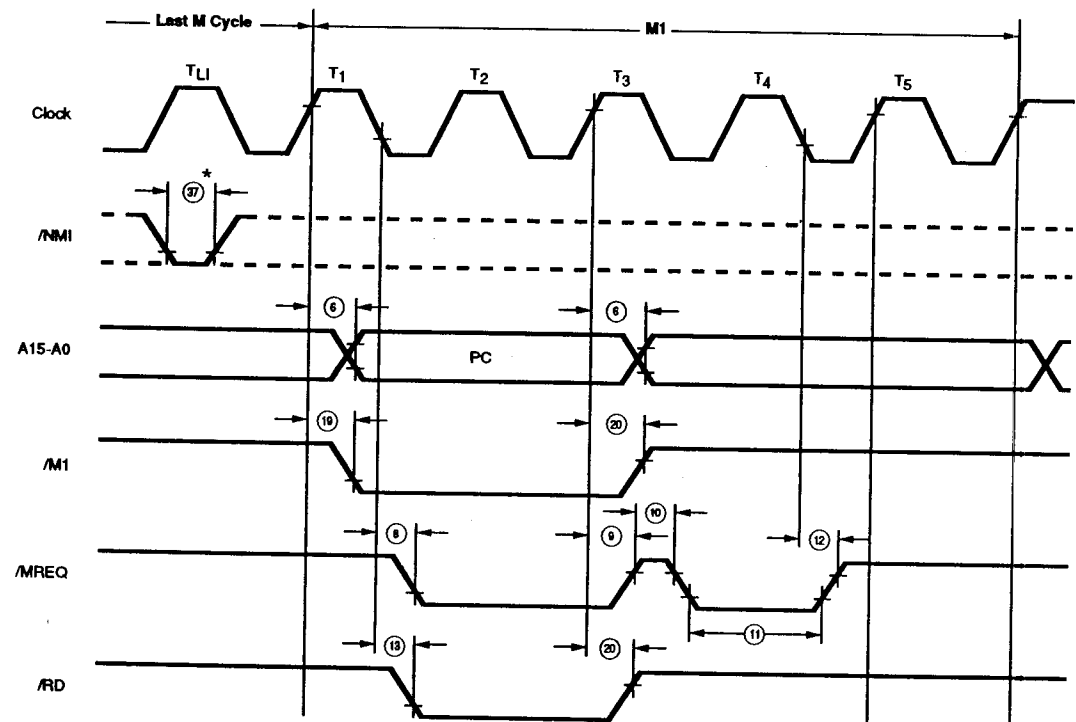 Last M Cycle
M1
TLI T1 T2 T3 T4 T5
Clock
37 *
/NMI
6 6
A15-A0 PC
19 20
/M1
8 9 10 12
/MREQ
11
13 20
/RD